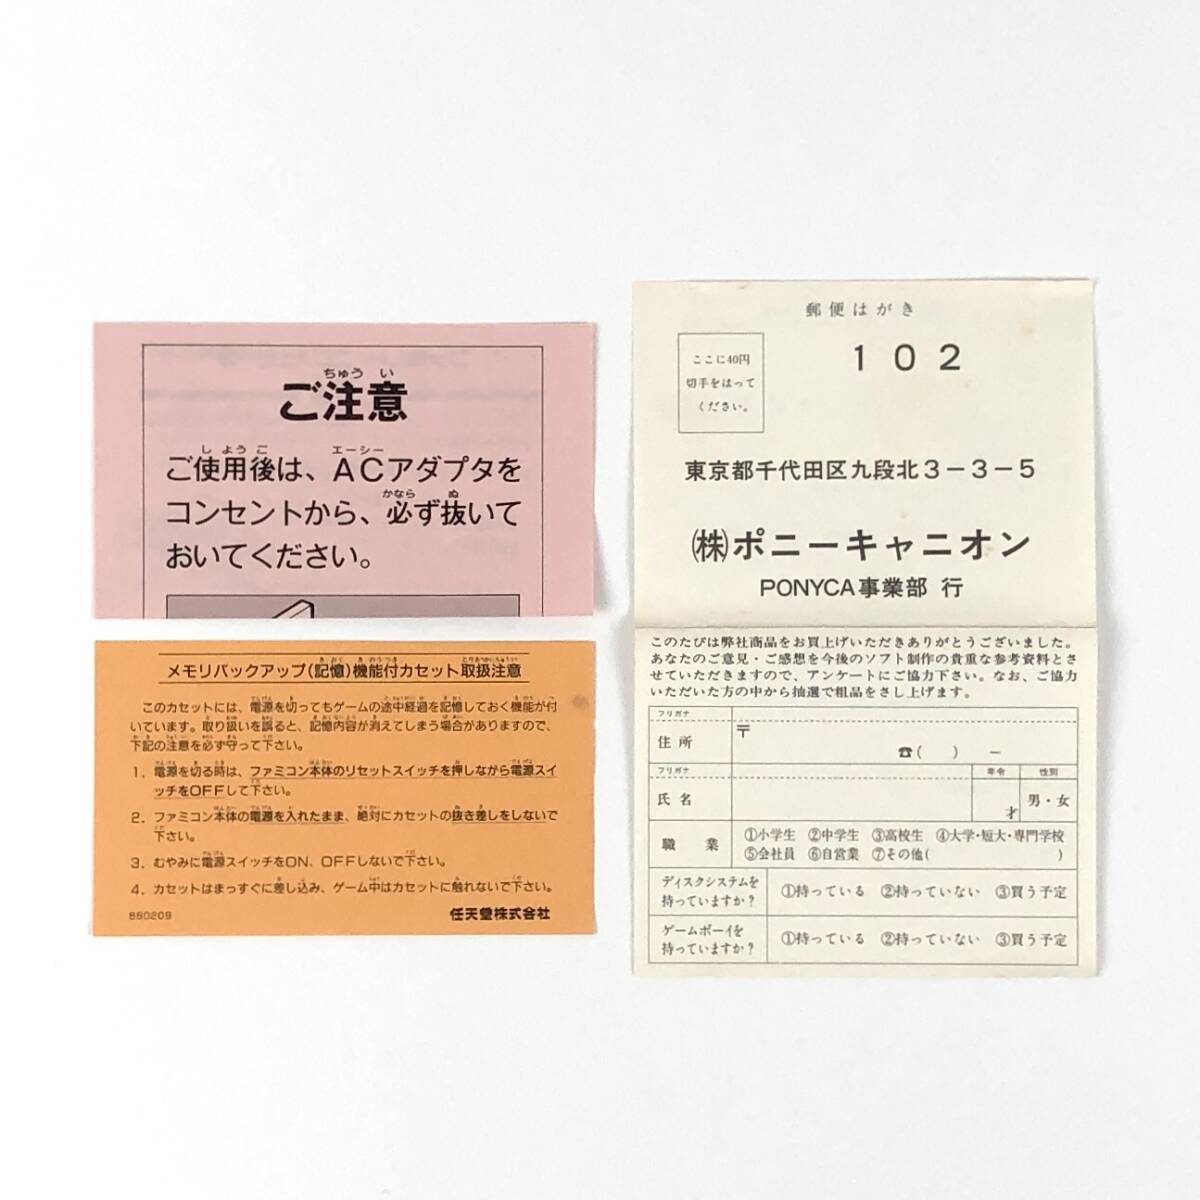 ちゅう い
ご注意
し よう ご エーシー
ご使用後は、ACアダプタを
かなら ぬ
コンセントから、必ず抜いて
おいてください。
メモリバックアップ(記憶)機能付カセット取扱注意
このカセットには、電源を切ってもゲームの途中経過を記憶しておく機能が付
いています。取り扱いを誤ると、記憶内容が消えてしまう場合がありますので、
下記の注意を必ず守って下さい。
1. 電源を切る時は、ファミコン本体のリセットスイッチを押しながら電源スイ
ッチをOFFして下さい。
2. ファミコン本体の電源を入れたまま、絶対にカセットの抜き差しをしないで
下さい。
3. むやみに電源スイッチをON、OFFしないで下さい。
4. カセットはまっすぐに差し込み、ゲーム中はカセットに触れないで下さい。
880209 任天堂株式会社
郵便はがき
ここに40円
切手をはって
ください。
102
東京都千代田区九段北3-3-5
㈱ポニーキャニオン
PONYCA事業部 行
このたびは弊社商品をお買上げいただきありがとうございました。
あなたのご意見・ご感想を今後のソフト制作の貴重な参考資料とさ
せていただきますので、アンケートにご協力下さい。なお、ご協力
いただいた方の中から抽選で粗品をさし上げます。
フリガナ
住所 〒
☎( ) −
フリガナ 年令 性別
氏名 才 男・女
職業 ①小学生 ②中学生 ③高校生 ④大学・短大・専門学校
⑤会社員 ⑥自営業 ⑦その他( )
ディスクシステムを
持っていますか? ①持っている ②持っていない ③買う予定
ゲームボーイを
持っていますか? ①持っている ②持っていない ③買う予定